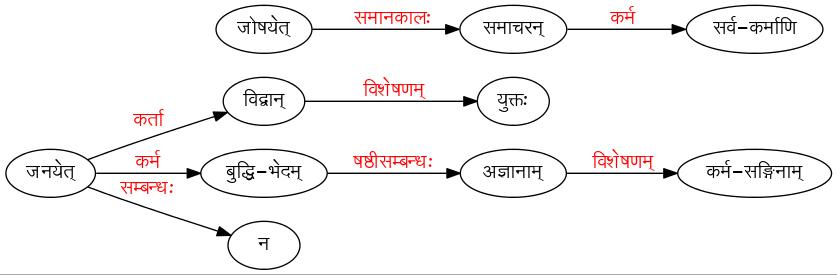 जोषयेत् समानकालः समाचरन् कर्म सर्व-कर्माणि
कर्ता विद्वान् विशेषणम् युक्तः
जनयेत् कर्म बुद्धि-भेदम् षष्ठीसम्बन्धः अज्ञानाम् विशेषणम् कर्म-सङ्गिनाम्
सम्बन्धः
न